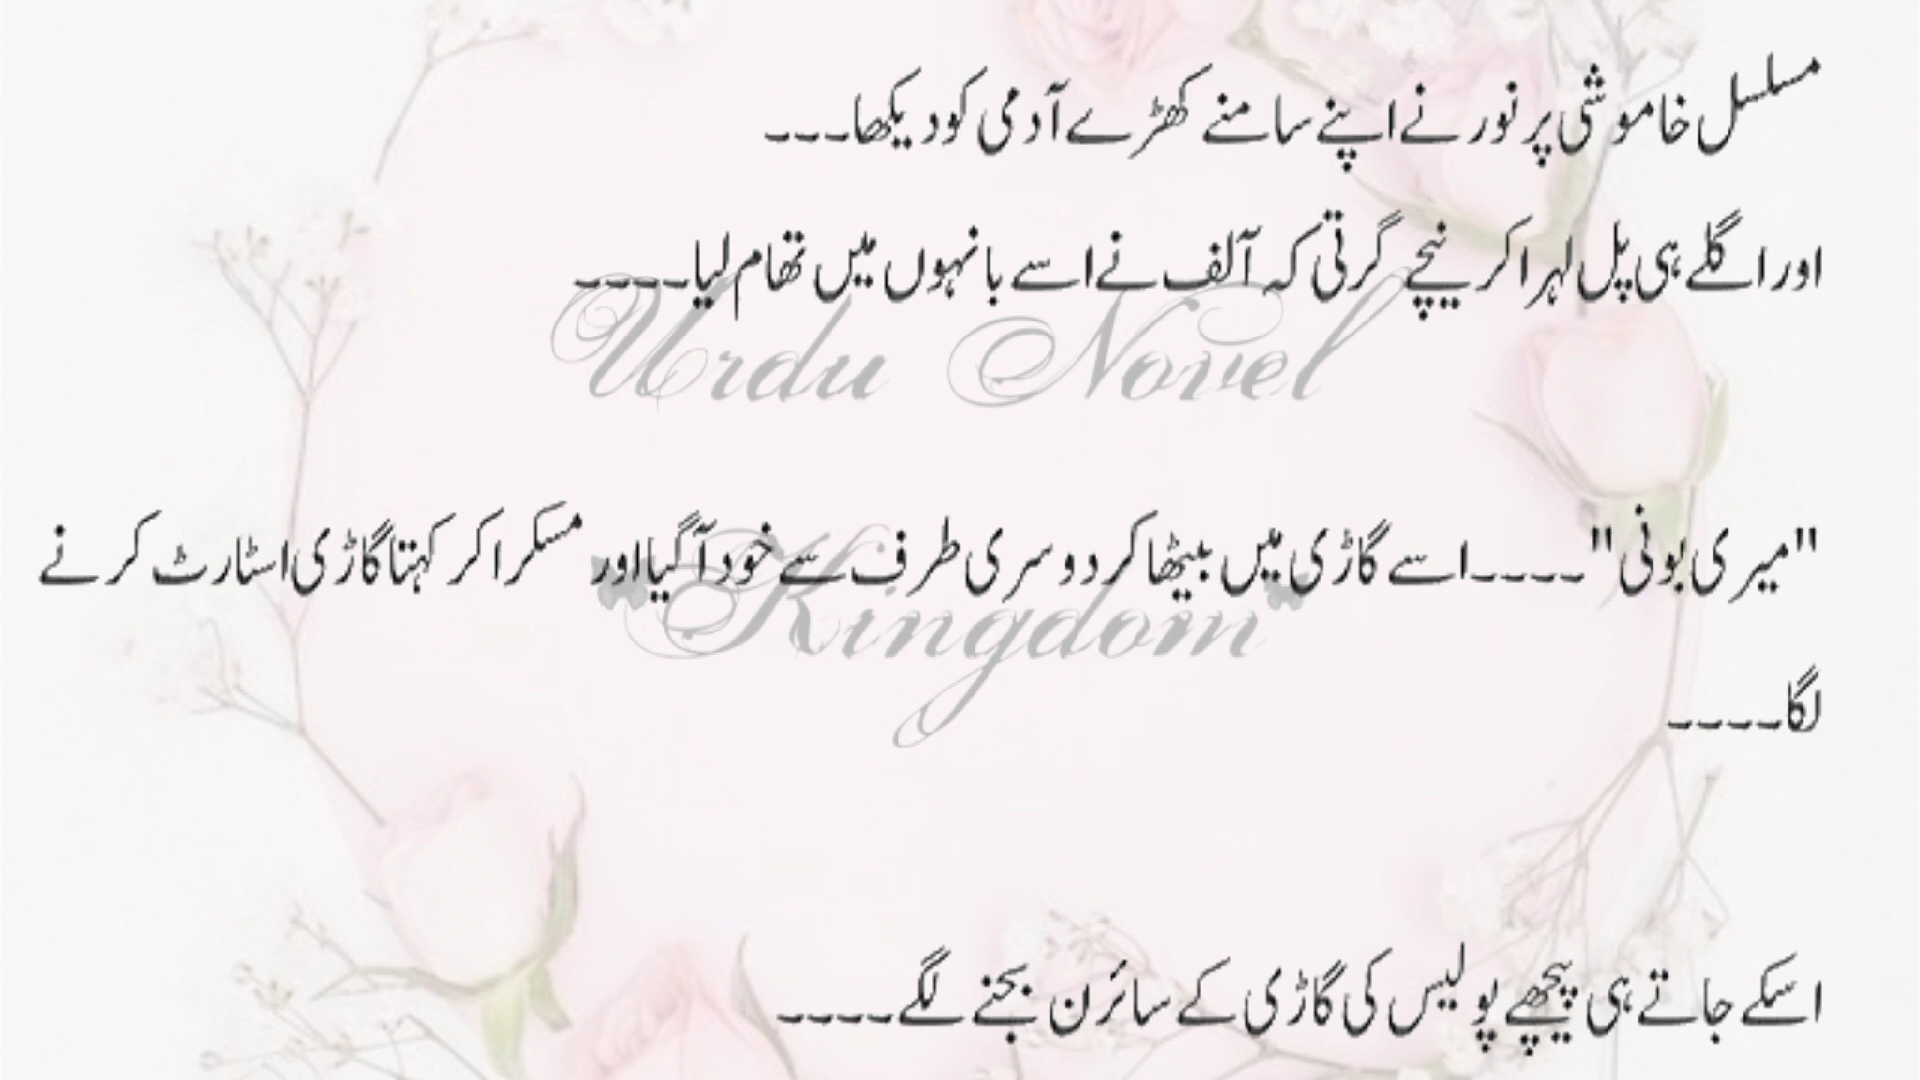 مسلسل خاموشی پر نور نے اپنے سامنے کھڑے آدمی کو دیکھا۔۔۔
اور اگلے ہی پل لہرا کر نیچے گرتی کہ آلف نے اسے بانہوں میں تھام لیا۔۔۔۔
Urdu Novel
"میری بونی"۔۔۔۔اسے گاڑی میں بیٹھا کر دوسری طرف سے خود آ گیا اور مسکرا کر کہتا گاڑی اسٹارٹ کرنے
Kingdom
لگا۔۔۔۔
اسکے جاتے ہی پیچھے پولیس کی گاڑی کے سائرن بجنے لگے۔۔۔۔